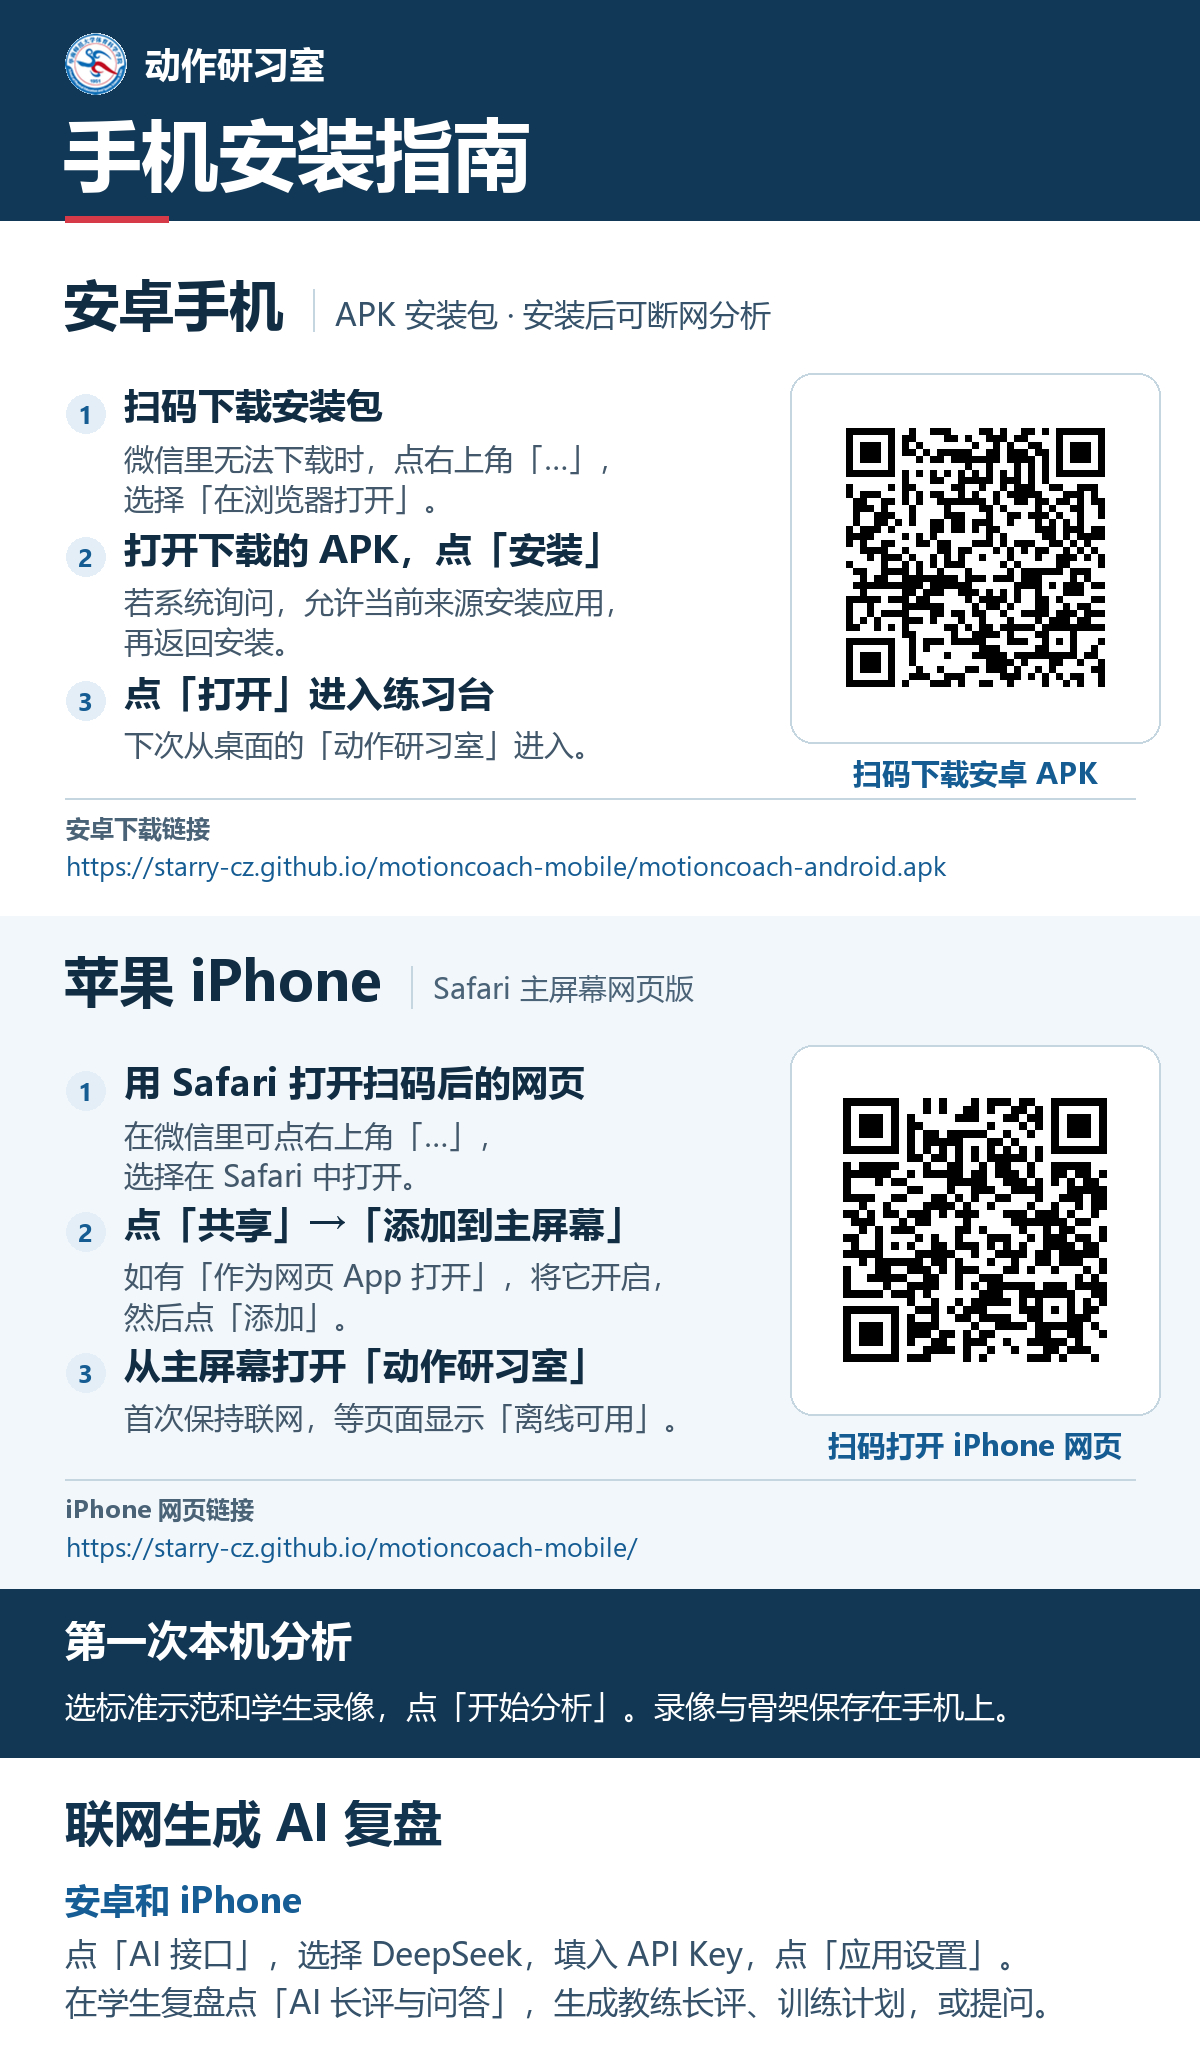 动作研习室
手机安装指南
安卓手机
APK 安装包 · 安装后可断网分析
1
扫码下载安装包
微信里无法下载时，点右上角「…」，
选择「在浏览器打开」。
2
打开下载的 APK，点「安装」
若系统询问，允许当前来源安装应用，
再返回安装。
3
点「打开」进入练习台
下次从桌面的「动作研习室」进入。
扫码下载安卓 APK
安卓下载链接
https://starry-cz.github.io/motioncoach-mobile/motioncoach-android.apk
苹果 iPhone
Safari 主屏幕网页版
1
用 Safari 打开扫码后的网页
在微信里可点右上角「…」，
选择在 Safari 中打开。
2
点「共享」→「添加到主屏幕」
如有「作为网页 App 打开」，将它开启，
然后点「添加」。
3
从主屏幕打开「动作研习室」
首次保持联网，等页面显示「离线可用」。
扫码打开 iPhone 网页
iPhone 网页链接
https://starry-cz.github.io/motioncoach-mobile/
第一次本机分析
选标准示范和学生录像，点「开始分析」。录像与骨架保存在手机上。
联网生成 AI 复盘
安卓和 iPhone
点「AI 接口」，选择 DeepSeek，填入 API Key，点「应用设置」。
在学生复盘点「AI 长评与问答」，生成教练长评、训练计划，或提问。